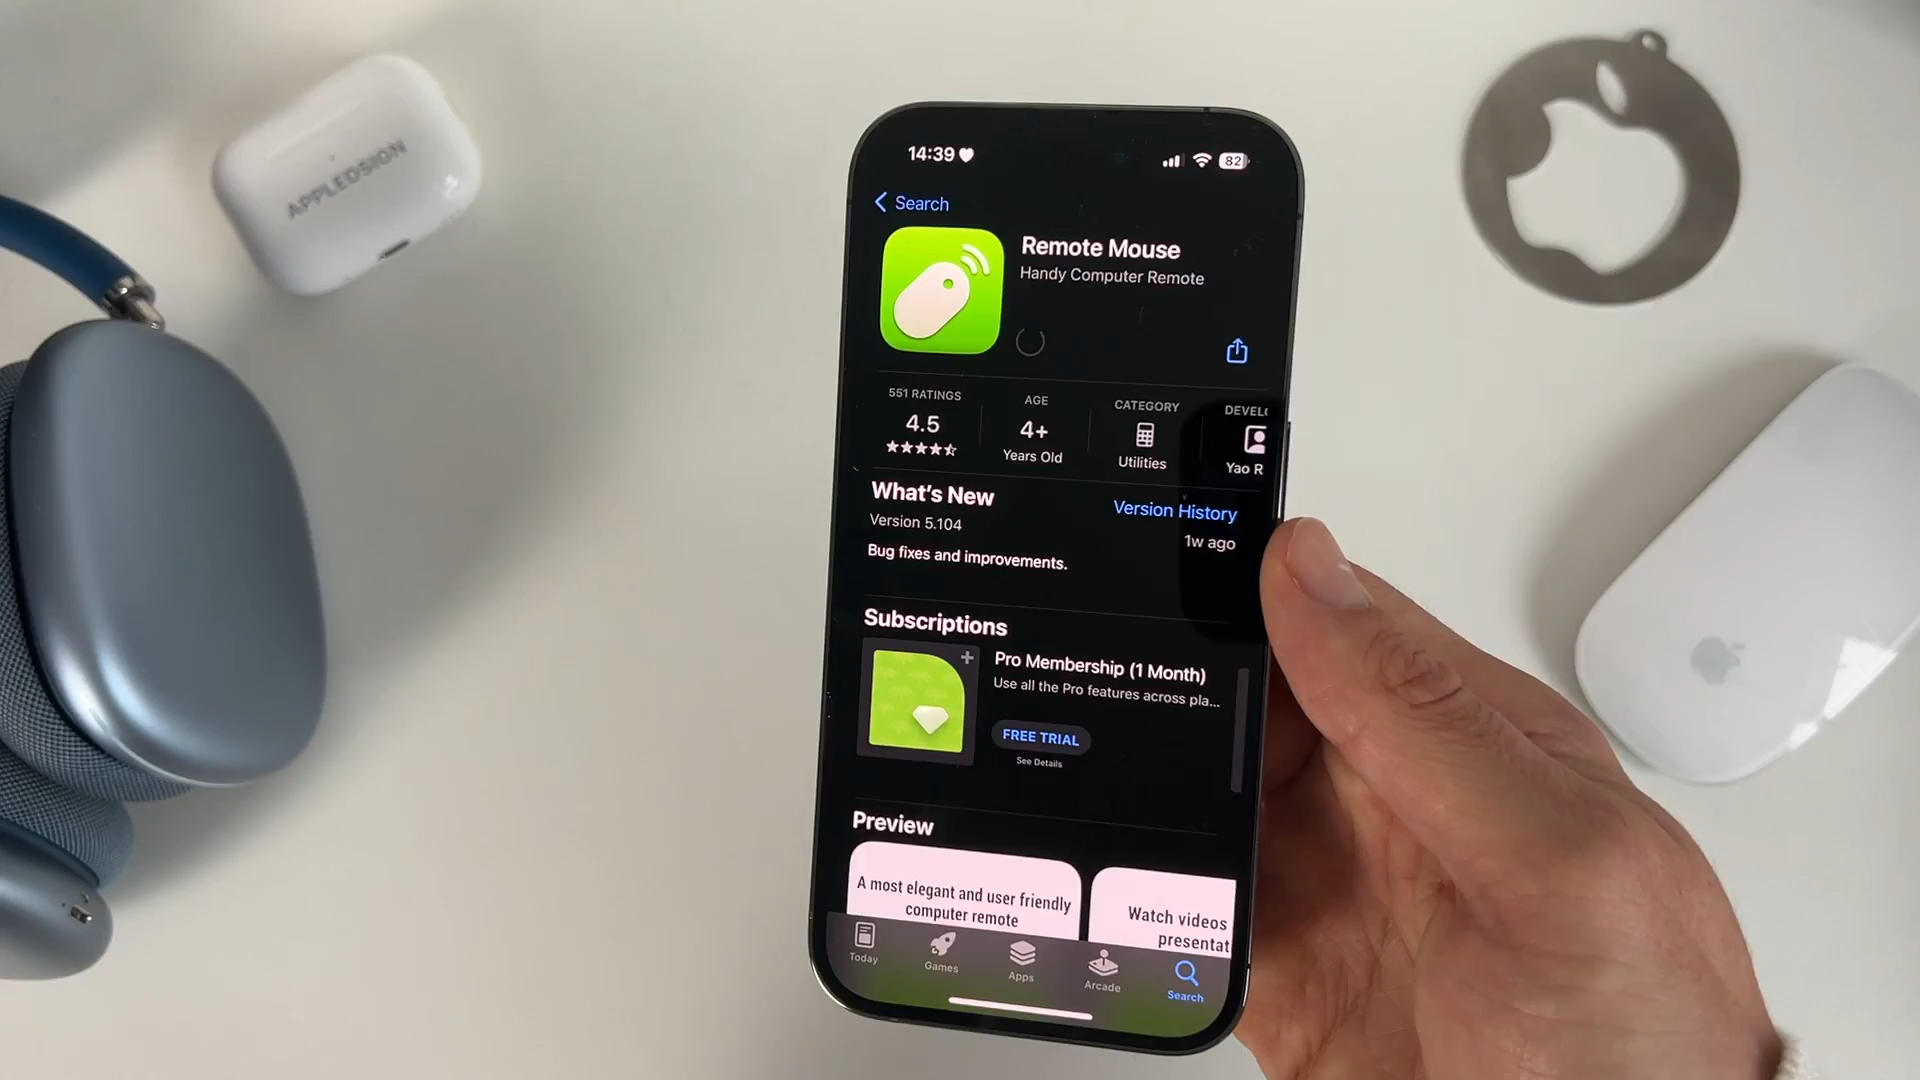 APPLEDSIGN
14:39
82
Search
Remote Mouse
Handy Computer Remote
551 RATINGS
4.5
AGE
4+
Years Old
CATEGORY
Utilities
DEVEL
Yao R
What's New
Version History
Version 5.104
1w ago
Bug fixes and improvements.
Subscriptions
Pro Membership (1 Month)
Use all the Pro features across pla...
FREE TRIAL
See Details
Preview
A most elegant and user friendly
computer remote
Watch videos
presentat
Today
Games
Apps
Arcade
Search